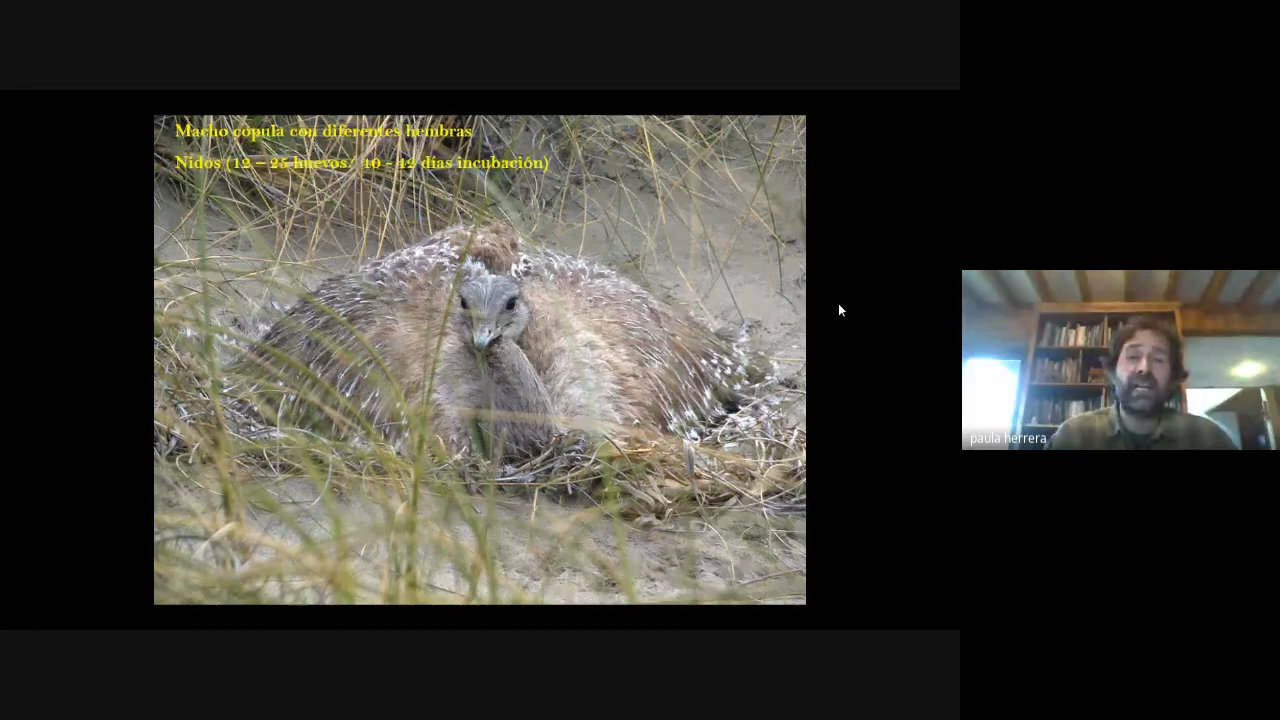 Macho copula con diferentes hembras
Nidos (12 – 25 huevos/ 40 - 42 días incubación)
paula herrera